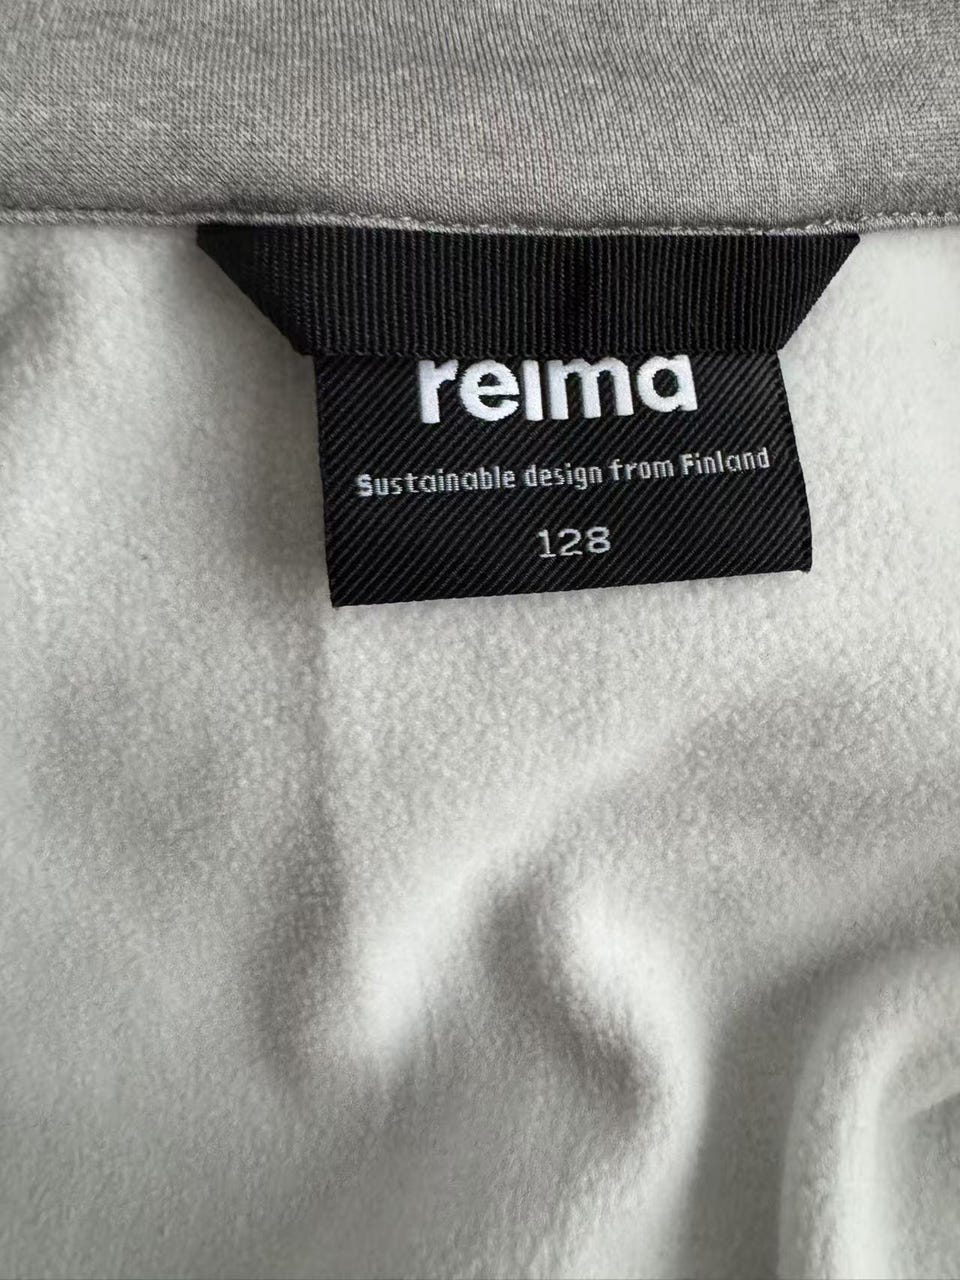 reima
Sustainable design from Finland
128